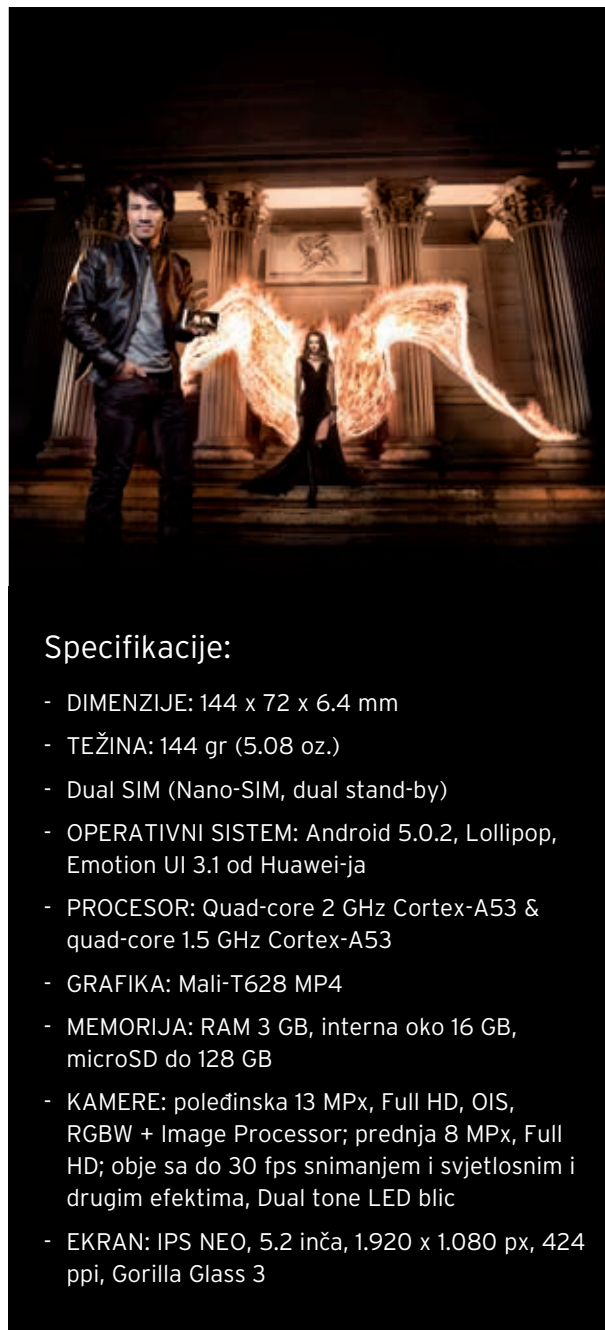 Specifikacije:
- DIMENZIJE: 144 x 72 x 6.4 mm
- TEŽINA: 144 gr (5.08 oz.)
- Dual SIM (Nano-SIM, dual stand-by)
- OPERATIVNI SISTEM: Android 5.0.2, Lollipop,
Emotion UI 3.1 od Huawei-ja
- PROCESOR: Quad-core 2 GHz Cortex-A53 &
quad-core 1.5 GHz Cortex-A53
- GRAFIKA: Mali-T628 MP4
- MEMORIJA: RAM 3 GB, interna oko 16 GB,
microSD do 128 GB
- KAMERE: poleđinska 13 MPx, Full HD, OIS,
RGBW + Image Processor; prednja 8 MPx, Full
HD; obje sa do 30 fps snimanjem i svjetlosnim i
drugim efektima, Dual tone LED blic
- EKRAN: IPS NEO, 5.2 inča, 1.920 x 1.080 px, 424
ppi, Gorilla Glass 3